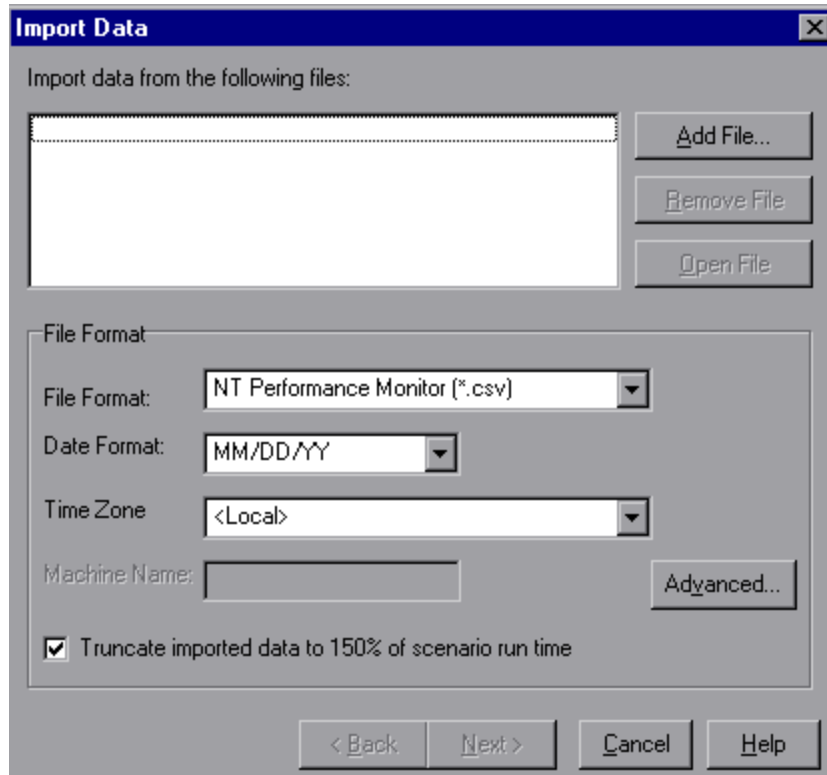 Import Data
Import data from the following files:
Add File...
Remove File
Open File
File Format
File Format: NT Performance Monitor (*.csv)
Date Format: MM/DD/YY
Time Zone <Local>
Machine Name:
Advanced...
Truncate imported data to 150% of scenario run time
< Back Next > Cancel Help